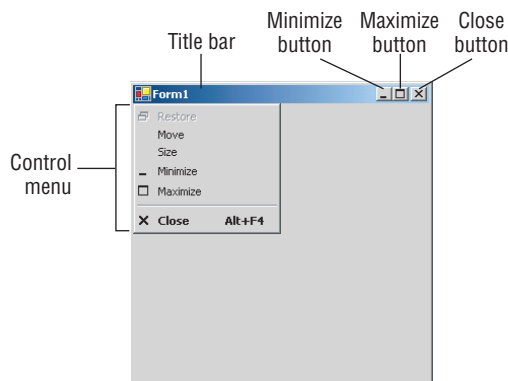 Title bar
Minimize
button
Maximize
button
Close
button
Form1
Control
menu
Restore
Move
Size
Minimize
Maximize
Close Alt+F4